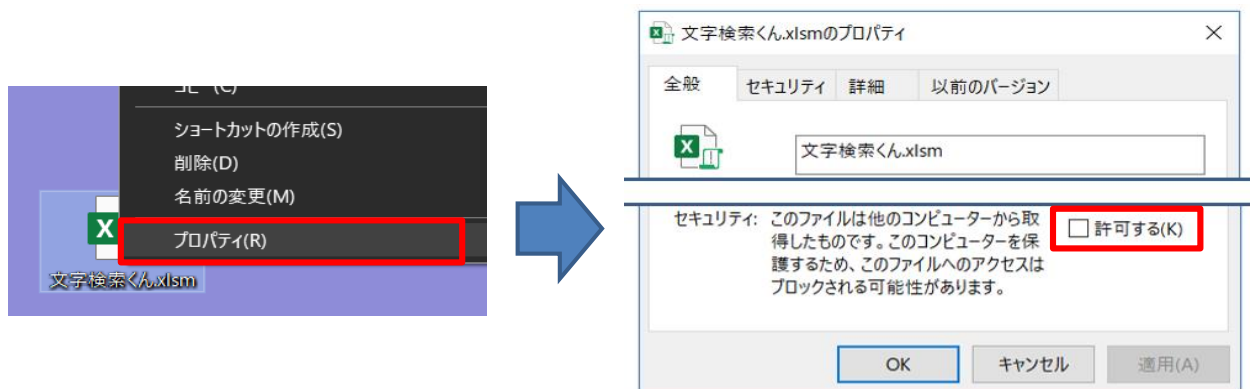 コピー(C)
ショートカットの作成(S)
削除(D)
名前の変更(M)
プロパティ(R)
文字検索くん.xlsm
文字検索くん.xlsmのプロパティ
全般 セキュリティ 詳細 以前のバージョン
文字検索くん.xlsm
セキュリティ: このファイルは他のコンピューターから取
得したものです。このコンピューターを保
護するため、このファイルへのアクセスは
ブロックされる可能性があります。
許可する(K)
OK キャンセル 適用(A)